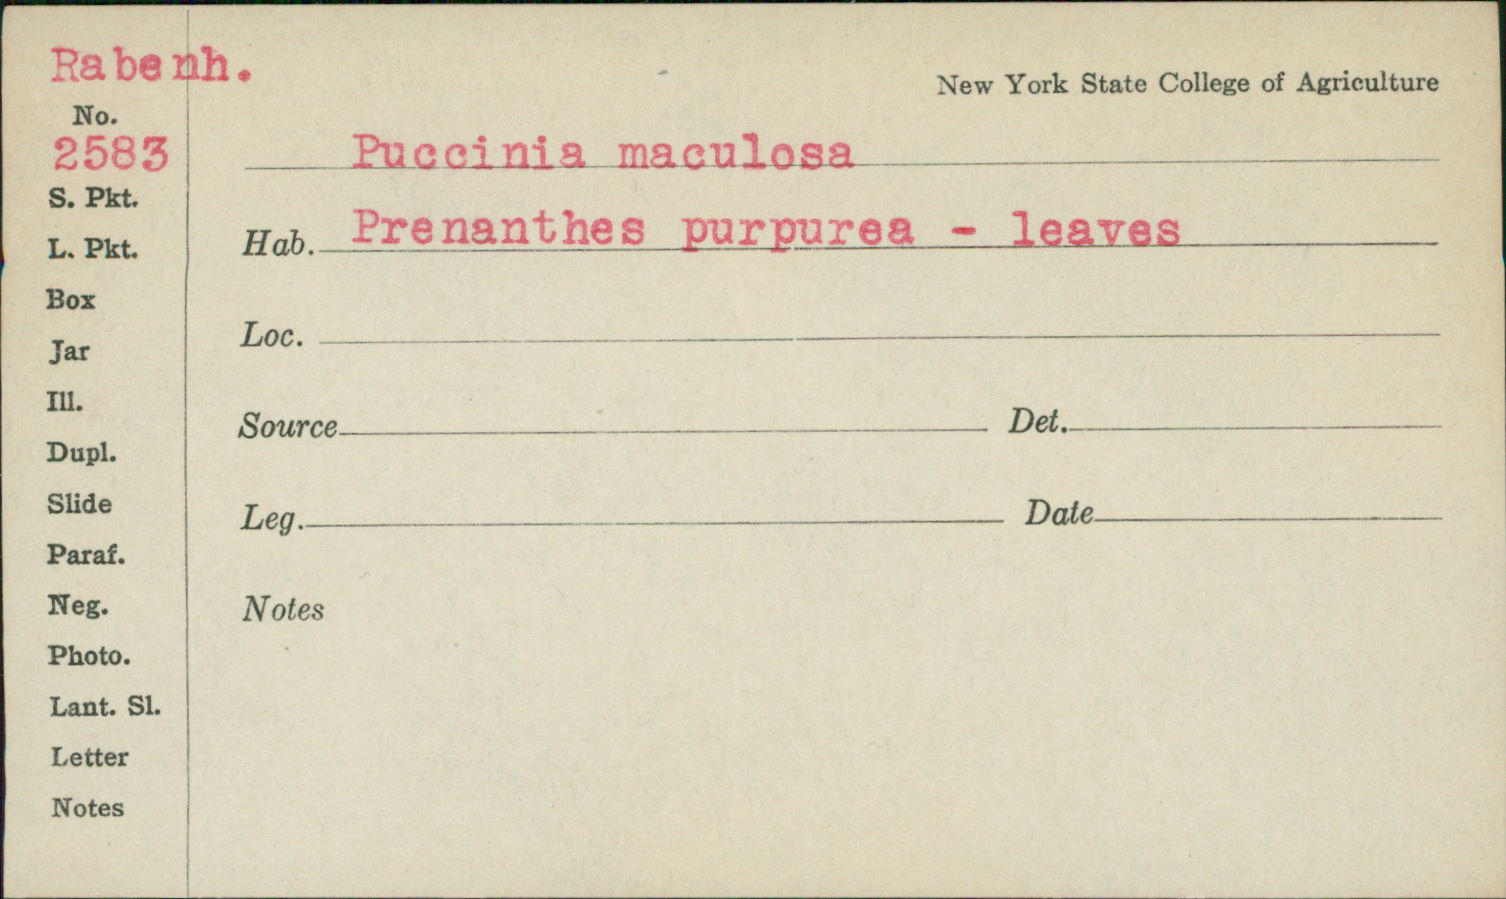 Rabenh.
New York State College of Agriculture
No.
2583
Puccinia maculosa
S. Pkt.
Hab. Prenanthes purpurea - leaves
L. Pkt.
Box
Loc.
Jar
Ill.
Source Det.
Dupl.
Slide
Leg. Date
Paraf.
Neg.
Notes
Photo.
Lant. Sl.
Letter
Notes